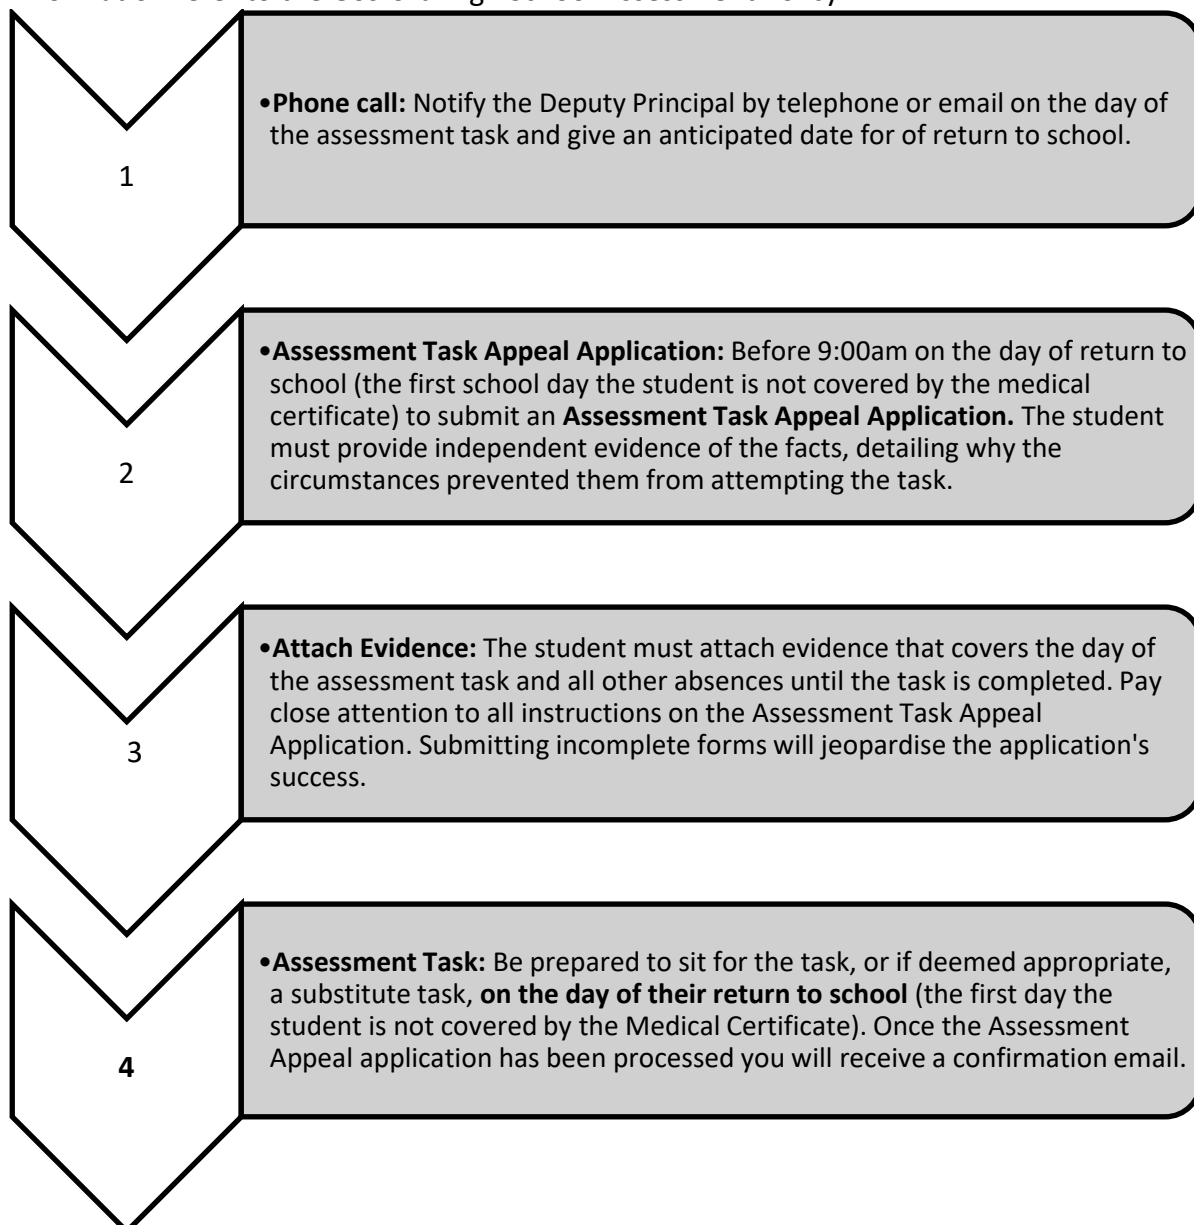 1
•Phone call: Notify the Deputy Principal by telephone or email on the day of
the assessment task and give an anticipated date for of return to school.
2
•Assessment Task Appeal Application: Before 9:00am on the day of return to
school (the first school day the student is not covered by the medical
certificate) to submit an Assessment Task Appeal Application. The student
must provide independent evidence of the facts, detailing why the
circumstances prevented them from attempting the task.
3
•Attach Evidence: The student must attach evidence that covers the day of
the assessment task and all other absences until the task is completed. Pay
close attention to all instructions on the Assessment Task Appeal
Application. Submitting incomplete forms will jeopardise the application's
success.
4
•Assessment Task: Be prepared to sit for the task, or if deemed appropriate,
a substitute task, on the day of their return to school (the first day the
student is not covered by the Medical Certificate). Once the Assessment
Appeal application has been processed you will receive a confirmation email.